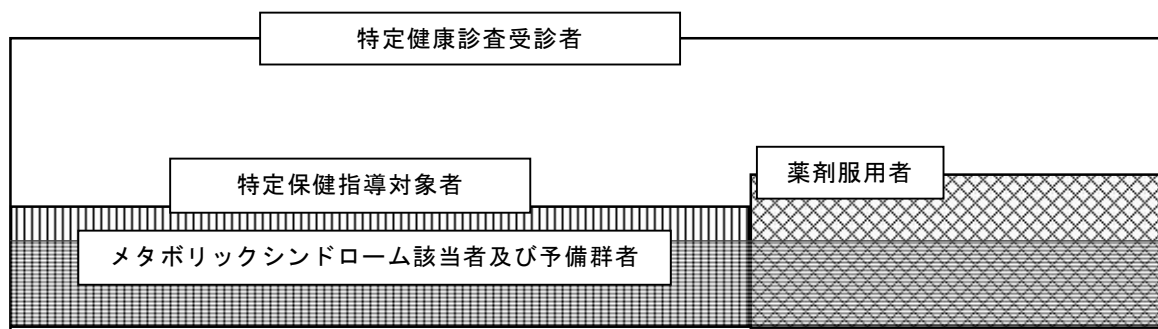 特定健康診査受診者
薬剤服用者
特定保健指導対象者
メタボリックシンドローム該当者及び予備群者